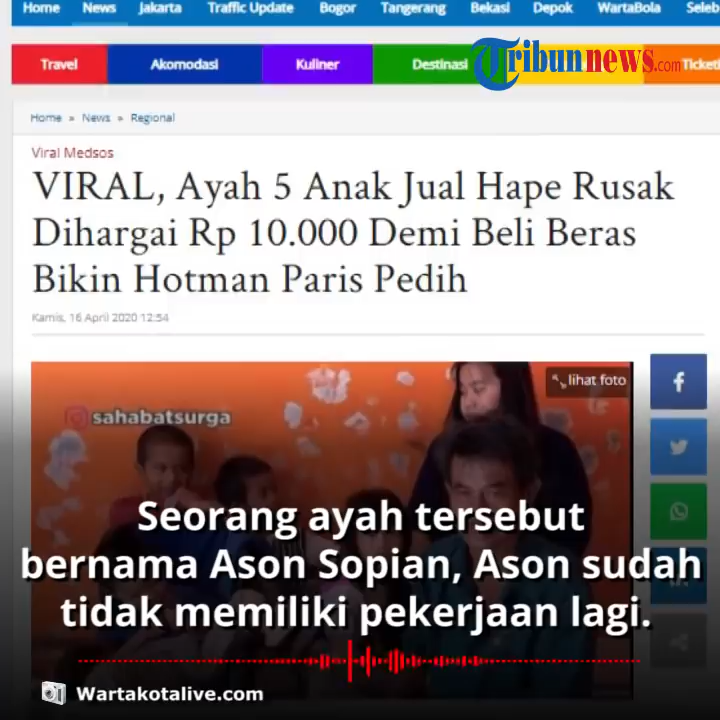 Home News Jakarta Traffic Update Bogor Tangerang Bekasi Depok WartaBola Seleb
Travel Akomodasi Kuliner Destinasi Ticketi
Tribunnews.com
Home » News » Regional
Viral Medsos
VIRAL, Ayah 5 Anak Jual Hape Rusak
Dihargai Rp 10.000 Demi Beli Beras
Bikin Hotman Paris Pedih
Kamis, 16 April 2020 12:54
lihat foto
sahabatsurga
Seorang ayah tersebut
bernama Ason Sopian, Ason sudah
tidak memiliki pekerjaan lagi.
Wartakotalive.com